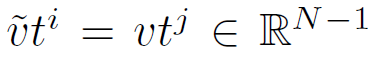 ṽt^i = vt^j ∈ ℝ^{N−1}